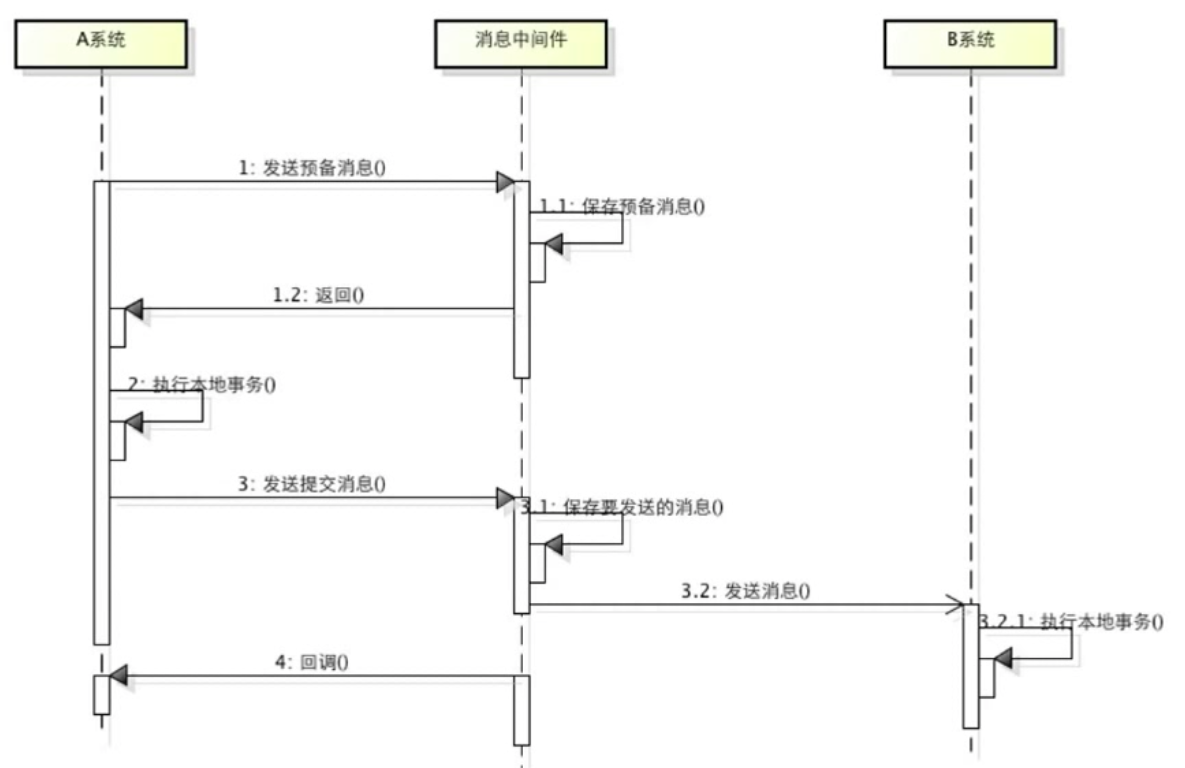 A系统
消息中间件
B系统
1: 发送预备消息()
1.1: 保存预备消息()
1.2: 返回()
2: 执行本地事务()
3: 发送提交消息()
3.1: 保存要发送的消息()
3.2: 发送消息()
3.2.1: 执行本地事务()
4: 回调()